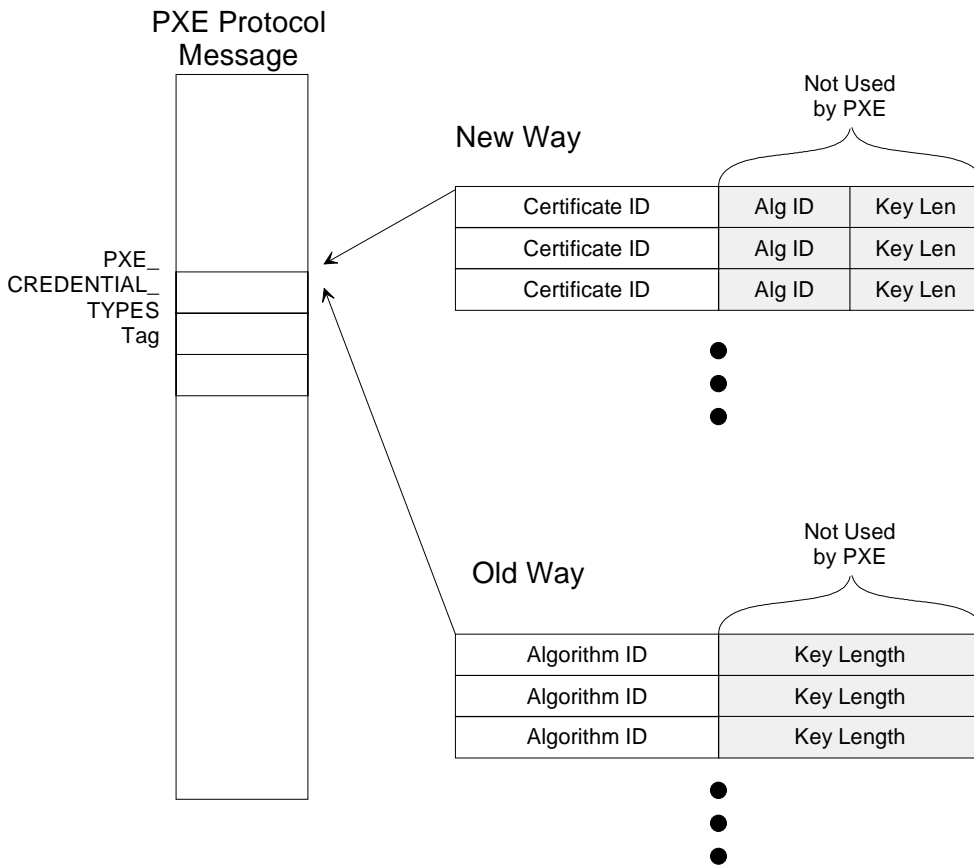 PXE Protocol
Message
Not Used
by PXE
New Way
Certificate ID Alg ID Key Len
Certificate ID Alg ID Key Len
Certificate ID Alg ID Key Len
PXE_
CREDENTIAL_
TYPES
Tag
Not Used
by PXE
Old Way
Algorithm ID Key Length
Algorithm ID Key Length
Algorithm ID Key Length